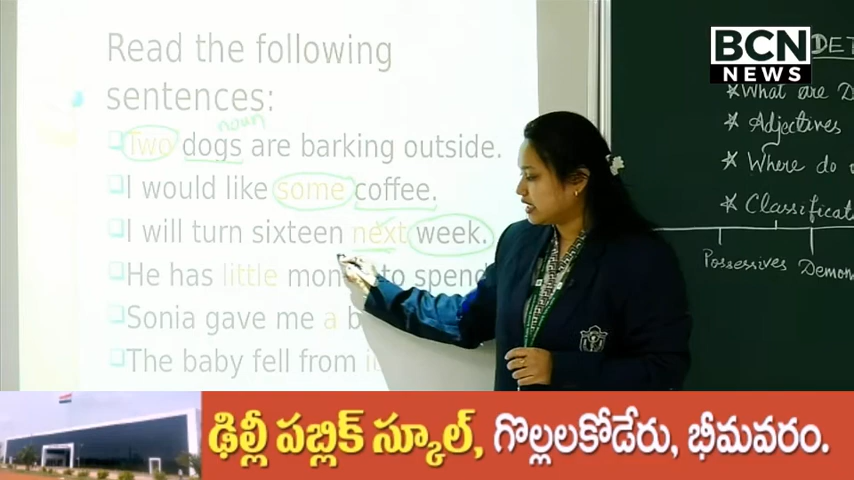 Read the following
sentences:
noun
Two dogs are barking outside.
I would like some coffee.
I will turn sixteen next week.
He has little to spend
Sonia gave me a
The baby fell from
BCN
NEWS
What are
Adjectives
Where do
Possessives
ఢిల్లీ పబ్లిక్ స్కూల్, గొల్లలకోడేరు, భీమవరం.